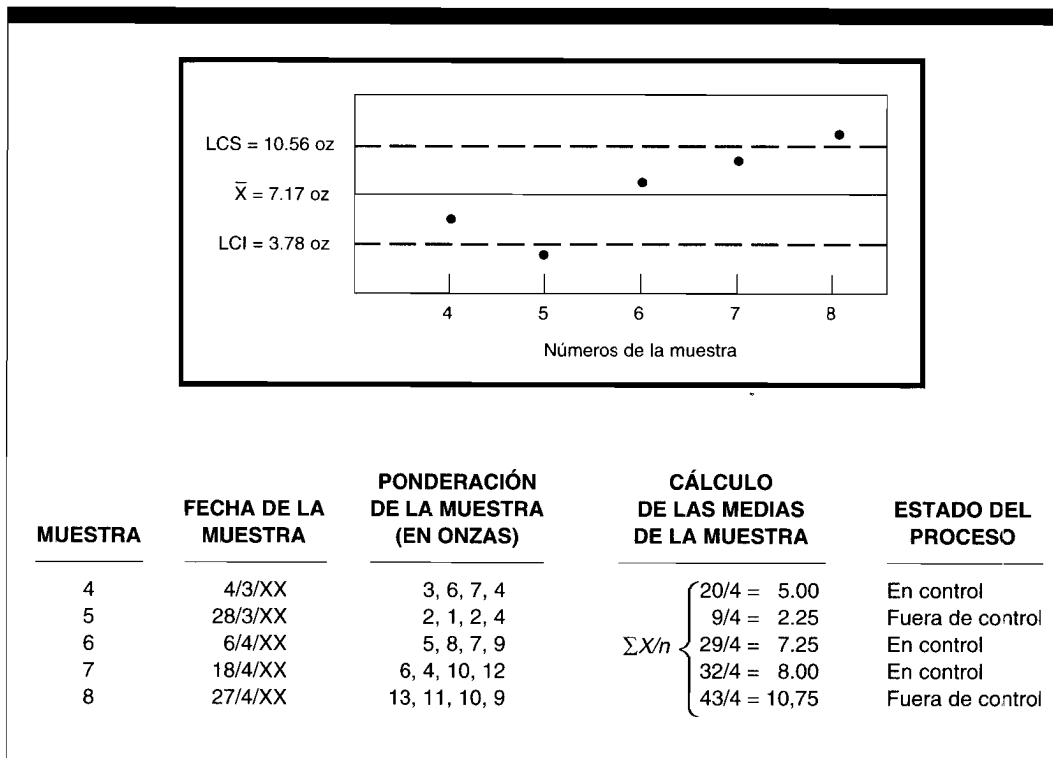 LCS = 10.56 oz
X̄ = 7.17 oz
LCI = 3.78 oz
4 5 6 7 8
Números de la muestra
MUESTRA
FECHA DE LA
MUESTRA
PONDERACIÓN
DE LA MUESTRA
(EN ONZAS)
CÁLCULO
DE LAS MEDIAS
DE LA MUESTRA
ESTADO DEL
PROCESO
4 4/3/XX 3, 6, 7, 4 20/4 = 5.00 En control
5 28/3/XX 2, 1, 2, 4 9/4 = 2.25 Fuera de control
6 6/4/XX 5, 8, 7, 9 ΣX/n 29/4 = 7.25 En control
7 18/4/XX 6, 4, 10, 12 32/4 = 8.00 En control
8 27/4/XX 13, 11, 10, 9 43/4 = 10,75 Fuera de control